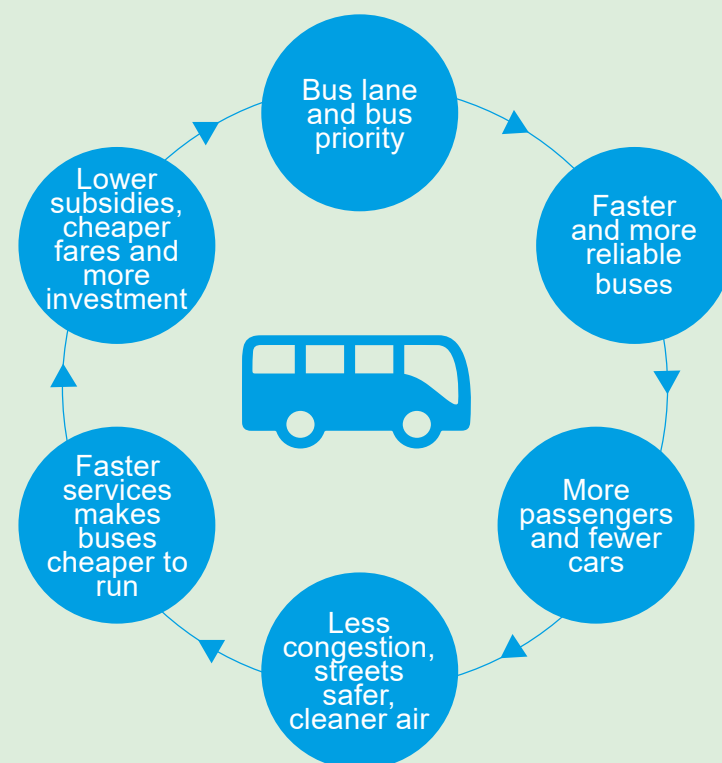 Bus lane
and bus
priority
Faster
and more
reliable
buses
More
passengers
and fewer
cars
Less
congestion,
streets
safer,
cleaner air
Faster
services
makes
buses
cheaper to
run
Lower
subsidies,
cheaper
fares and
more
investment